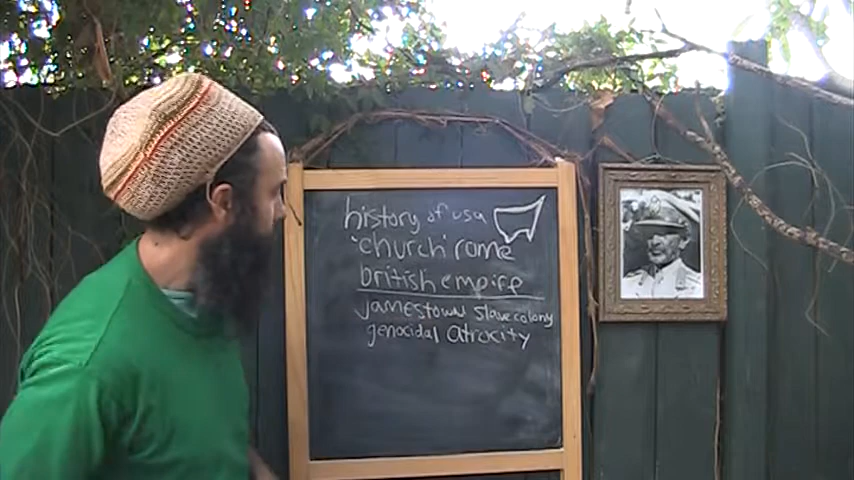 history of usa
'church' rome
british empire
jamestown slave colony
genocidal atrocity